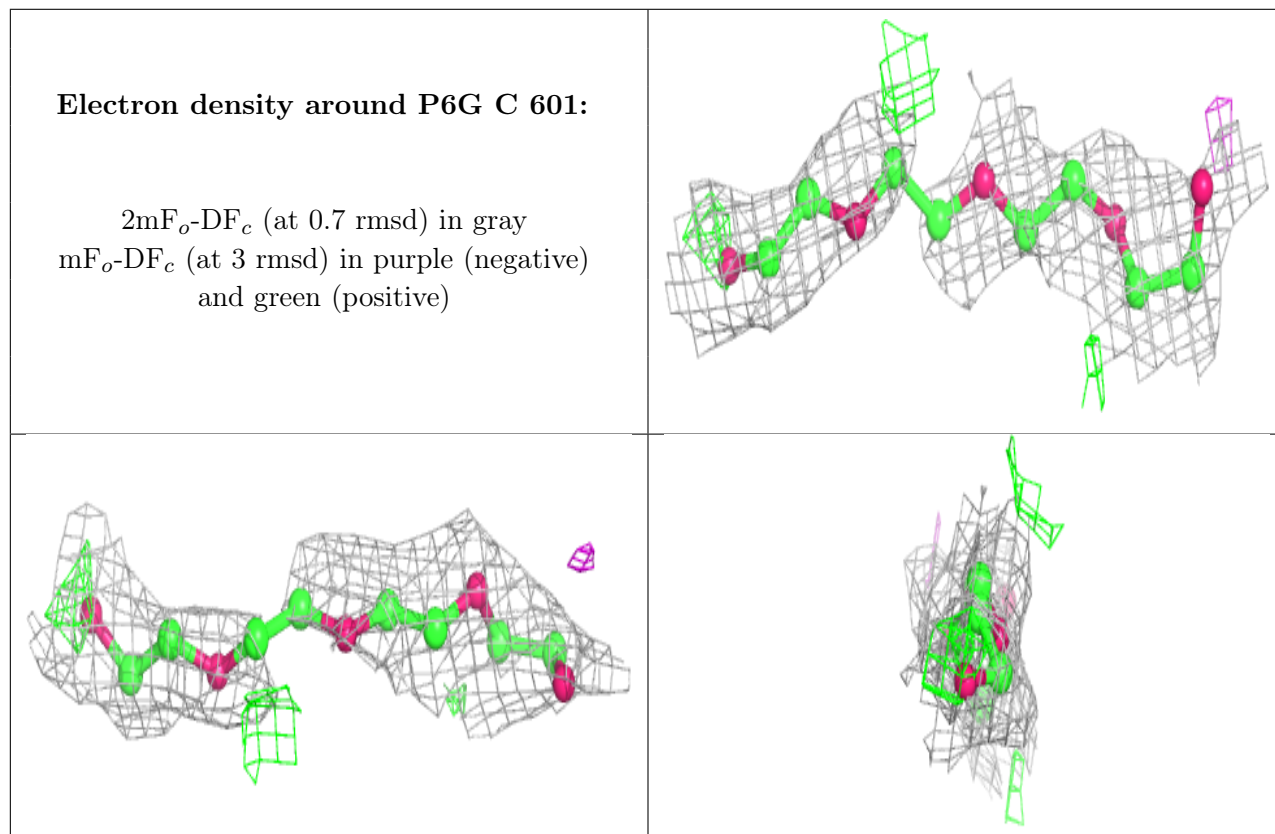 Electron density around P6G C 601:
2mFₒ-DF𝒸 (at 0.7 rmsd) in gray
mFₒ-DF𝒸 (at 3 rmsd) in purple (negative)
and green (positive)